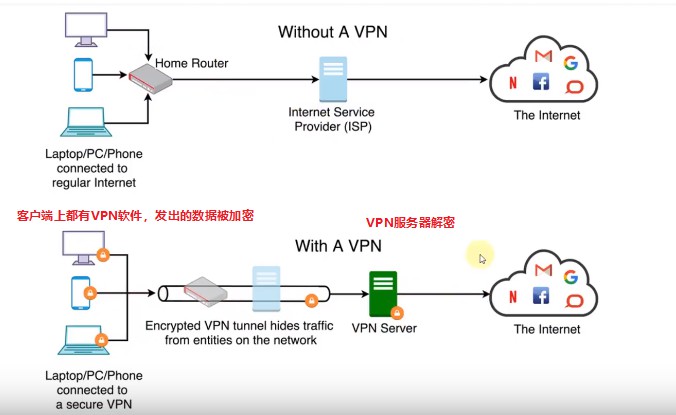 Without A VPN
Home Router
Internet Service
Provider (ISP)
The Internet
Laptop/PC/Phone
connected to
regular Internet
客户端上都有VPN软件，发出的数据被加密
VPN服务器解密
With A VPN
Encrypted VPN tunnel hides traffic
from entities on the network
VPN Server
The Internet
Laptop/PC/Phone
connected to
a secure VPN